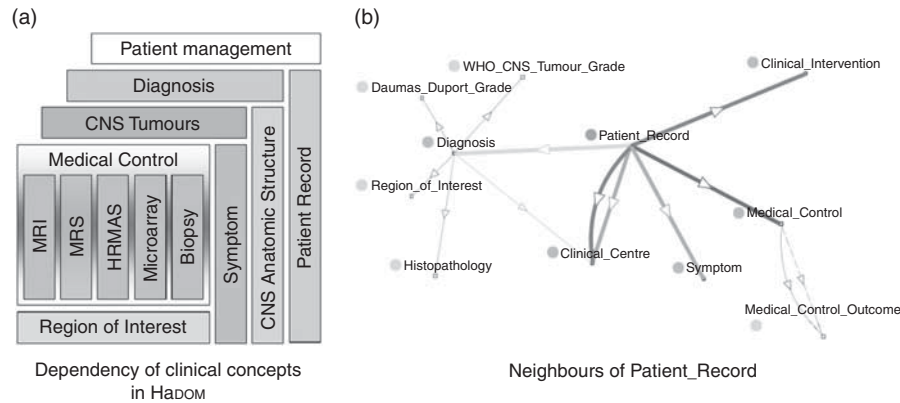 (a)
Patient management
Diagnosis
CNS Tumours
Medical Control
MRI
MRS
HRMAS
Microarray
Biopsy
Symptom
CNS Anatomic Structure
Patient Record
Region of Interest
Dependency of clinical concepts
in HADOM
(b)
WHO_CNS_Tumour_Grade
Clinical_Intervention
Daumas_Duport_Grade
Diagnosis
Patient_Record
Region_of_Interest
Medical_Control
Histopathology
Clinical_Centre
Symptom
Medical_Control_Outcome
Neighbours of Patient_Record